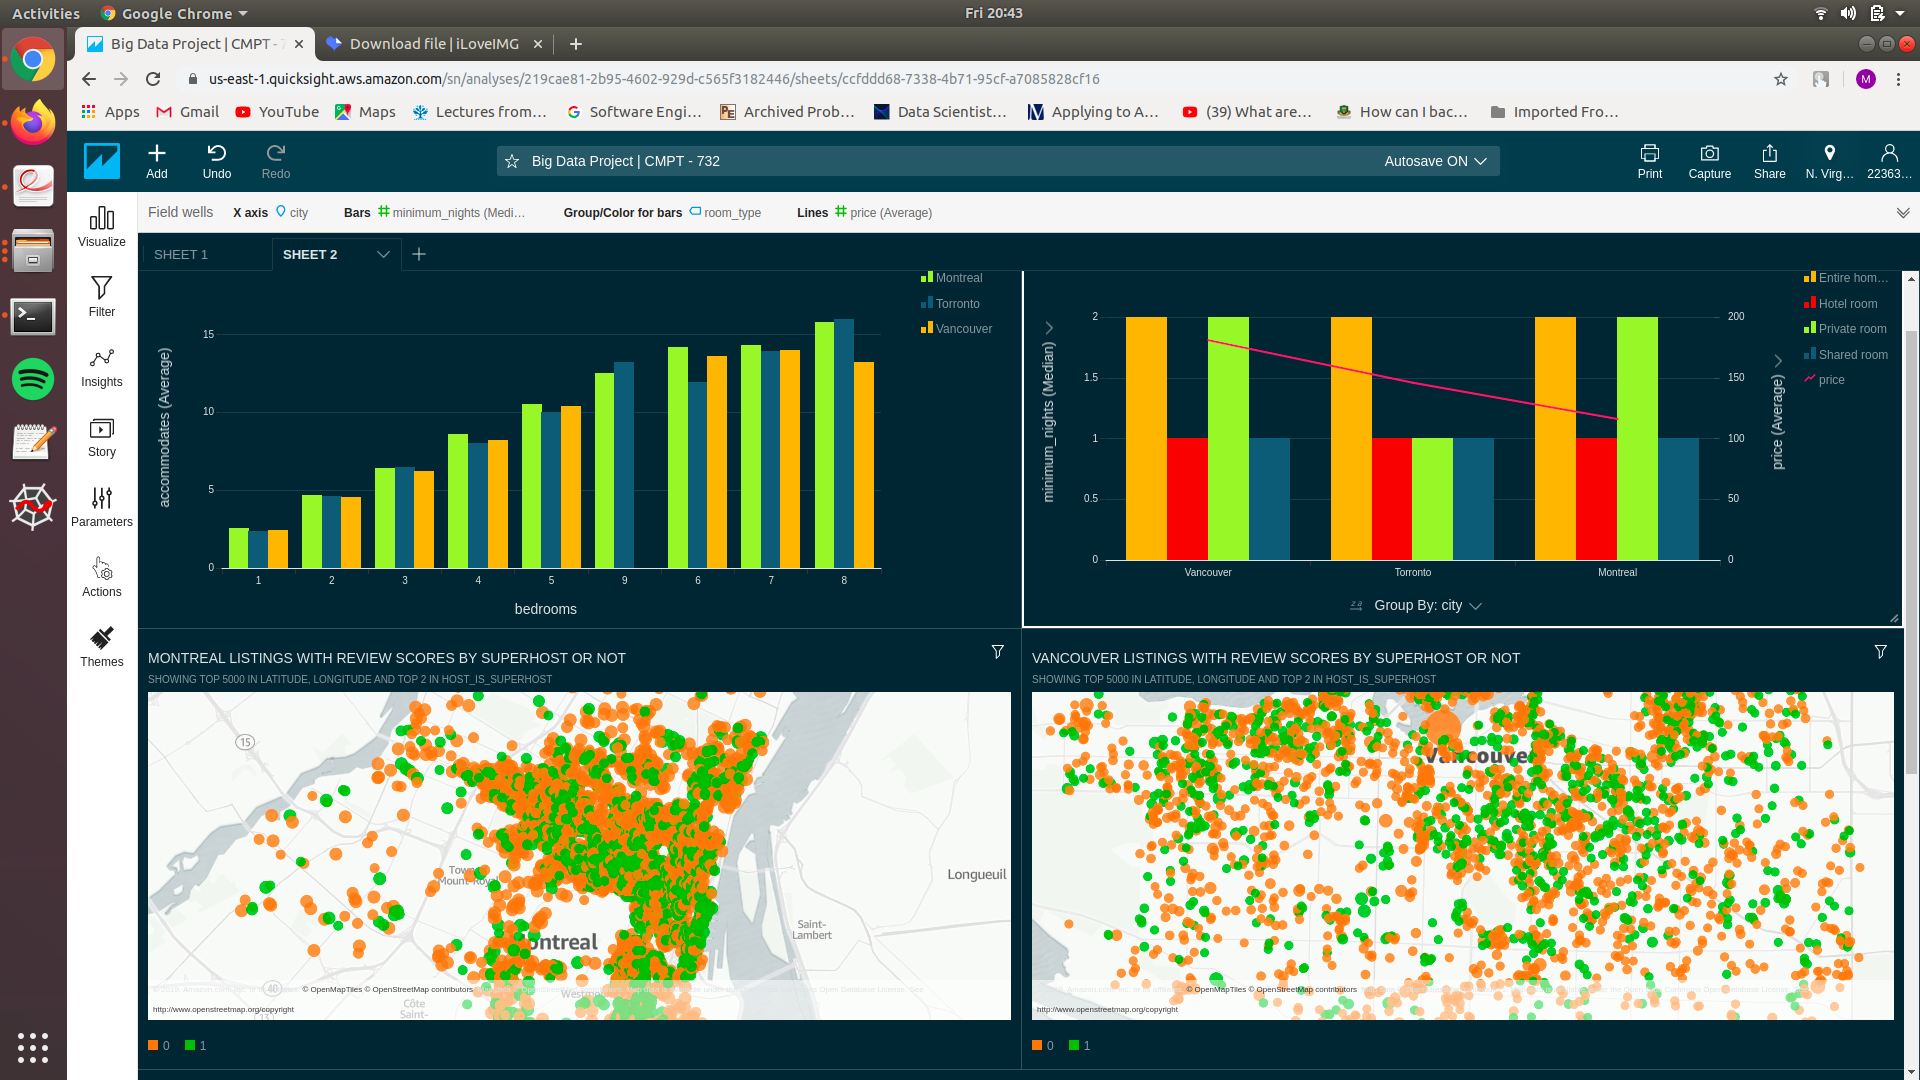 Activities
Google Chrome
Fri 20:43
Big Data Project | CMPT - 7
Download file | iLoveIMG
us-east-1.quicksight.aws.amazon.com/sn/analyses/219cae81-2b95-4602-929d-c565f3182446/sheets/ccfddd68-7338-4b71-95cf-a7085828cf16
M
Apps
Gmail
YouTube
Maps
Lectures from…
Software Engi…
Archived Prob…
Data Scientist…
Applying to A…
(39) What are…
How can I bac…
Imported Fro…
Add
Undo
Redo
Big Data Project | CMPT - 732
Autosave ON
Print
Capture
Share
N. Virg…
22363…
Visualize
Filter
Insights
Story
Parameters
Actions
Themes
Field wells
X axis city
Bars minimum_nights (Medi…
Group/Color for bars room_type
Lines price (Average)
SHEET 1
SHEET 2
Montreal
Torronto
Vancouver
accommodates (Average)
15
10
5
0
1 2 3 4 5 9 6 7 8
bedrooms
Entire hom…
Hotel room
Private room
Shared room
price
minimum_nights (Median)
2
1.5
1
0.5
0
200
150
100
50
0
price (Average)
Vancouver Torronto Montreal
Group By: city
MONTREAL LISTINGS WITH REVIEW SCORES BY SUPERHOST OR NOT
SHOWING TOP 5000 IN LATITUDE, LONGITUDE AND TOP 2 IN HOST_IS_SUPERHOST
15
Longueuil
Saint-
Lambert
40
Côte
Saint-
© OpenMapTiles © OpenStreetMap contributors
http://www.openstreetmap.org/copyright
0 1
VANCOUVER LISTINGS WITH REVIEW SCORES BY SUPERHOST OR NOT
SHOWING TOP 5000 IN LATITUDE, LONGITUDE AND TOP 2 IN HOST_IS_SUPERHOST
Vancouver
© OpenMapTiles © OpenStreetMap contributors
http://www.openstreetmap.org/copyright
0 1